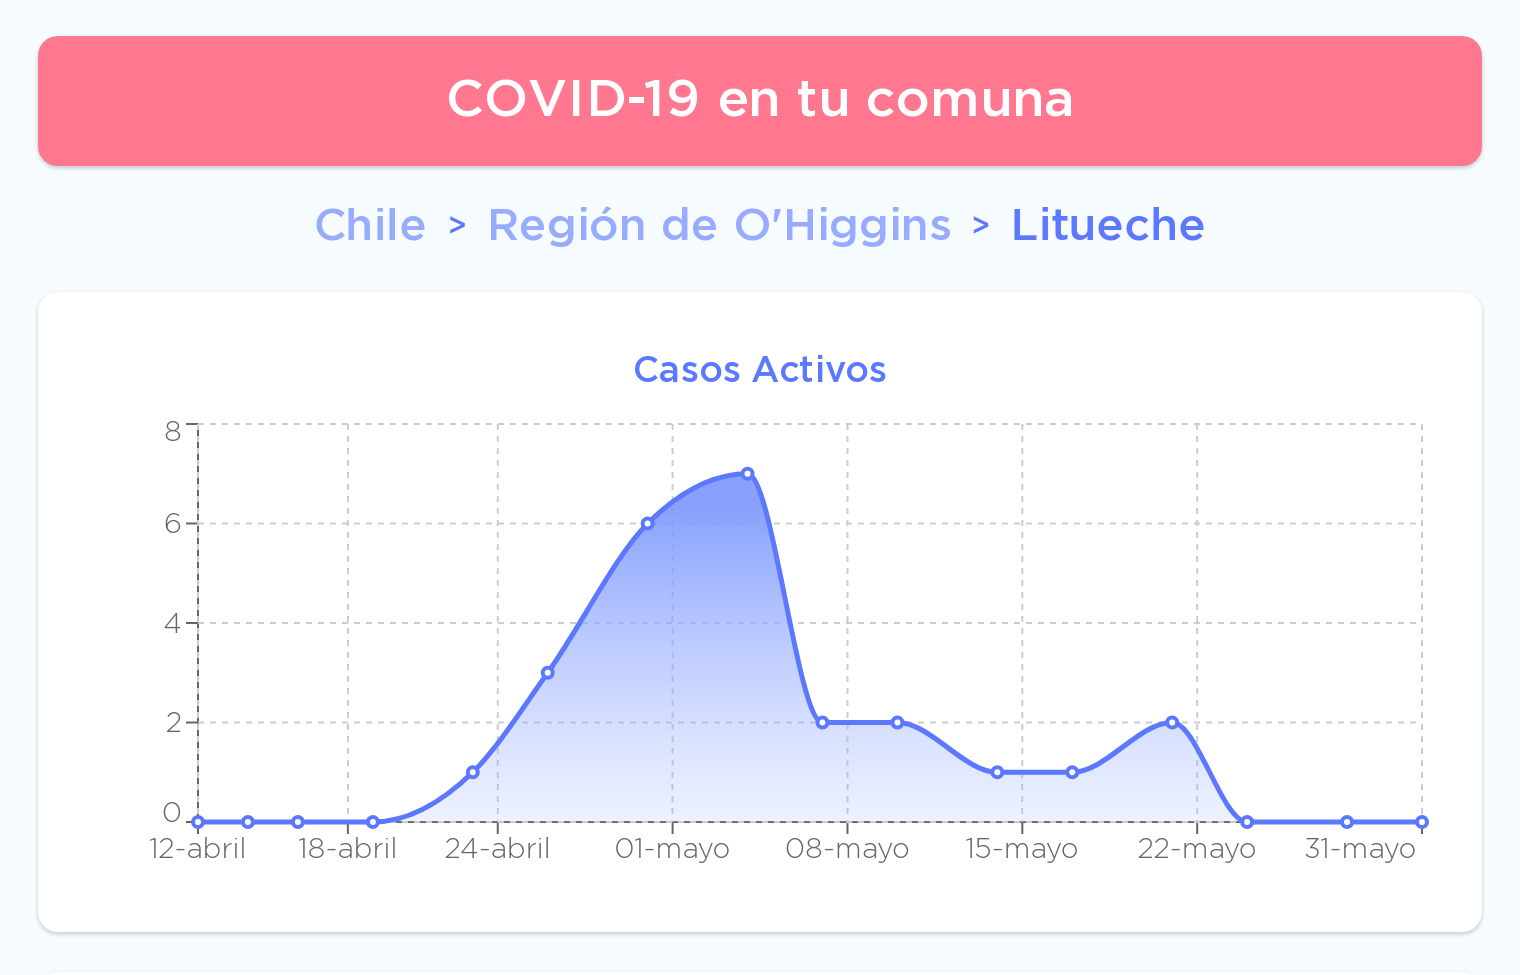 COVID-19 en tu comuna
Chile > Región de O'Higgins > Litueche
Casos Activos
8
6
4
2
0
12-abril 18-abril 24-abril 01-mayo 08-mayo 15-mayo 22-mayo 31-mayo